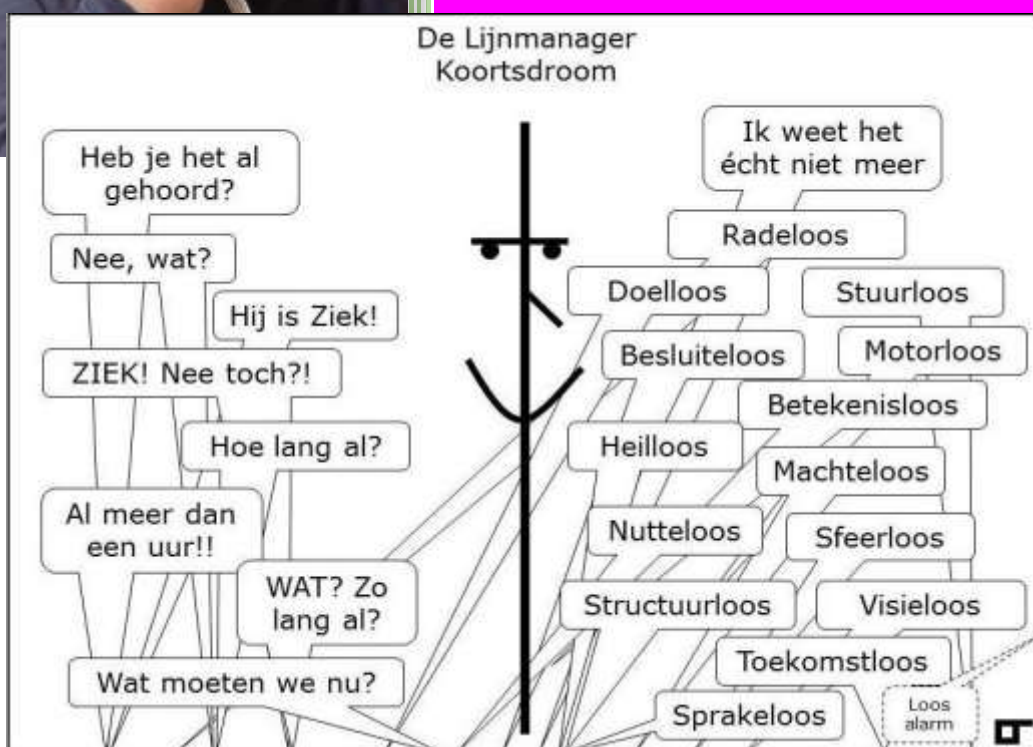 De Lijnmanager
Koortsdroom
Heb je het al
gehoord?
Nee, wat?
Hij is Ziek!
ZIEK! Nee toch?!
Hoe lang al?
Al meer dan
een uur!!
WAT? Zo
lang al?
Wat moeten we nu?
Ik weet het
écht niet meer
Radeloos
Doelloos
Stuurloos
Besluiteloos
Motorloos
Betekenisloos
Heilloos
Machteloos
Nutteloos
Sfeerloos
Structuurloos
Visieloos
Toekomstloos
Sprakeloos
Loos
alarm